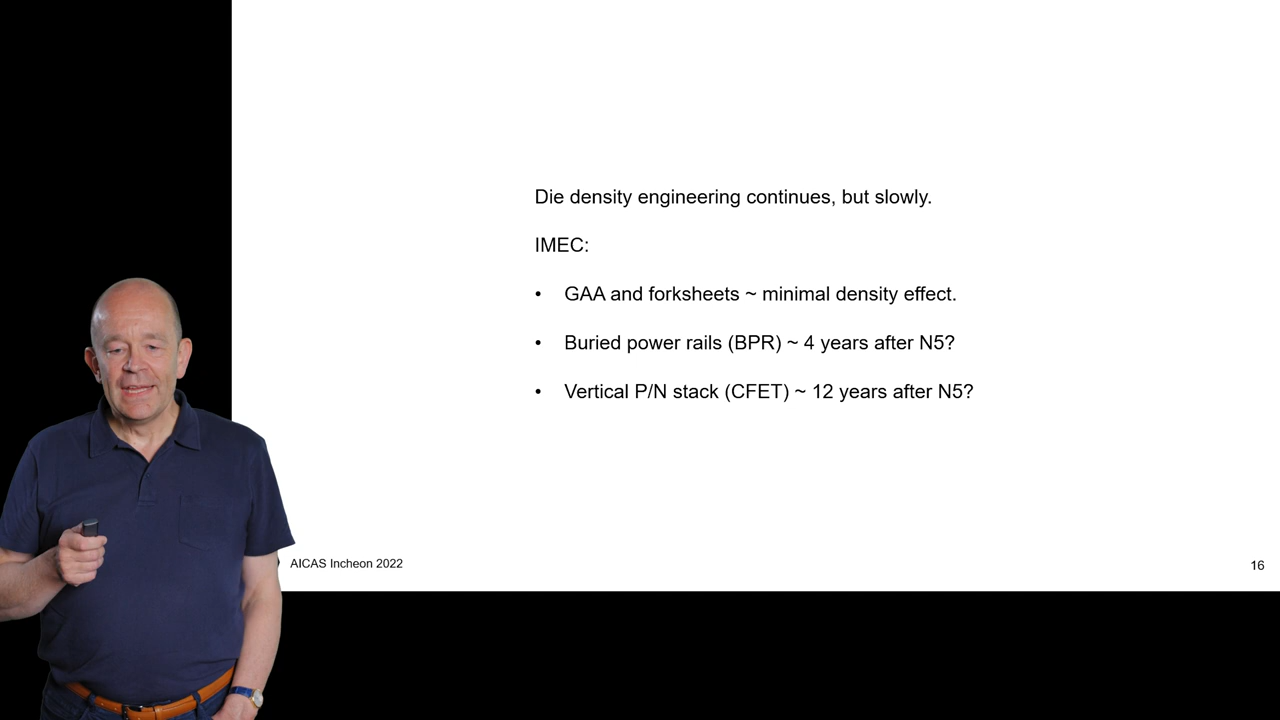 Die density engineering continues, but slowly.
IMEC:
• GAA and forksheets ~ minimal density effect.
• Buried power rails (BPR) ~ 4 years after N5?
• Vertical P/N stack (CFET) ~ 12 years after N5?
AICAS Incheon 2022
16